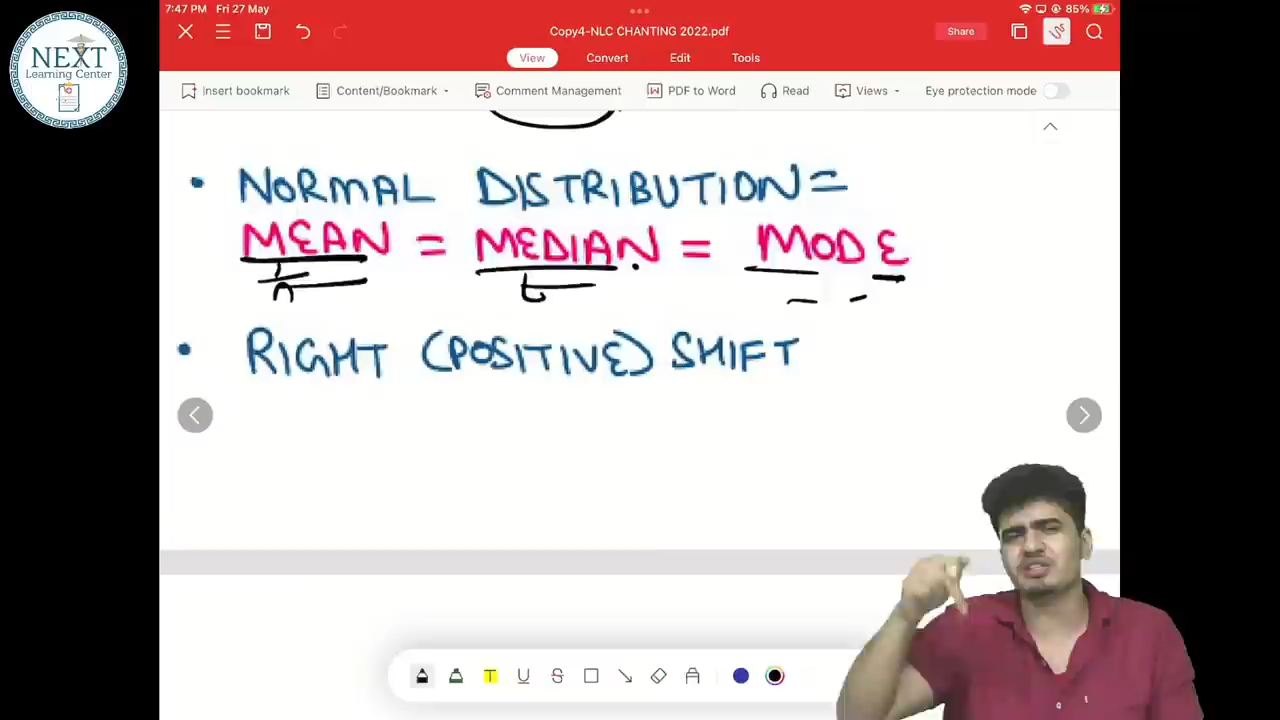 7:47 PM Fri 27 May
85%
NEXT
Learning Center
Copy4-NLC CHANTING 2022.pdf
Share
View Convert Edit Tools
Insert bookmark Content/Bookmark Comment Management PDF to Word Read Views Eye protection mode
• NORMAL DISTRIBUTION =
MEAN = MEDIAN = MODE
• RIGHT (POSITIVE) SHIFT
T U S